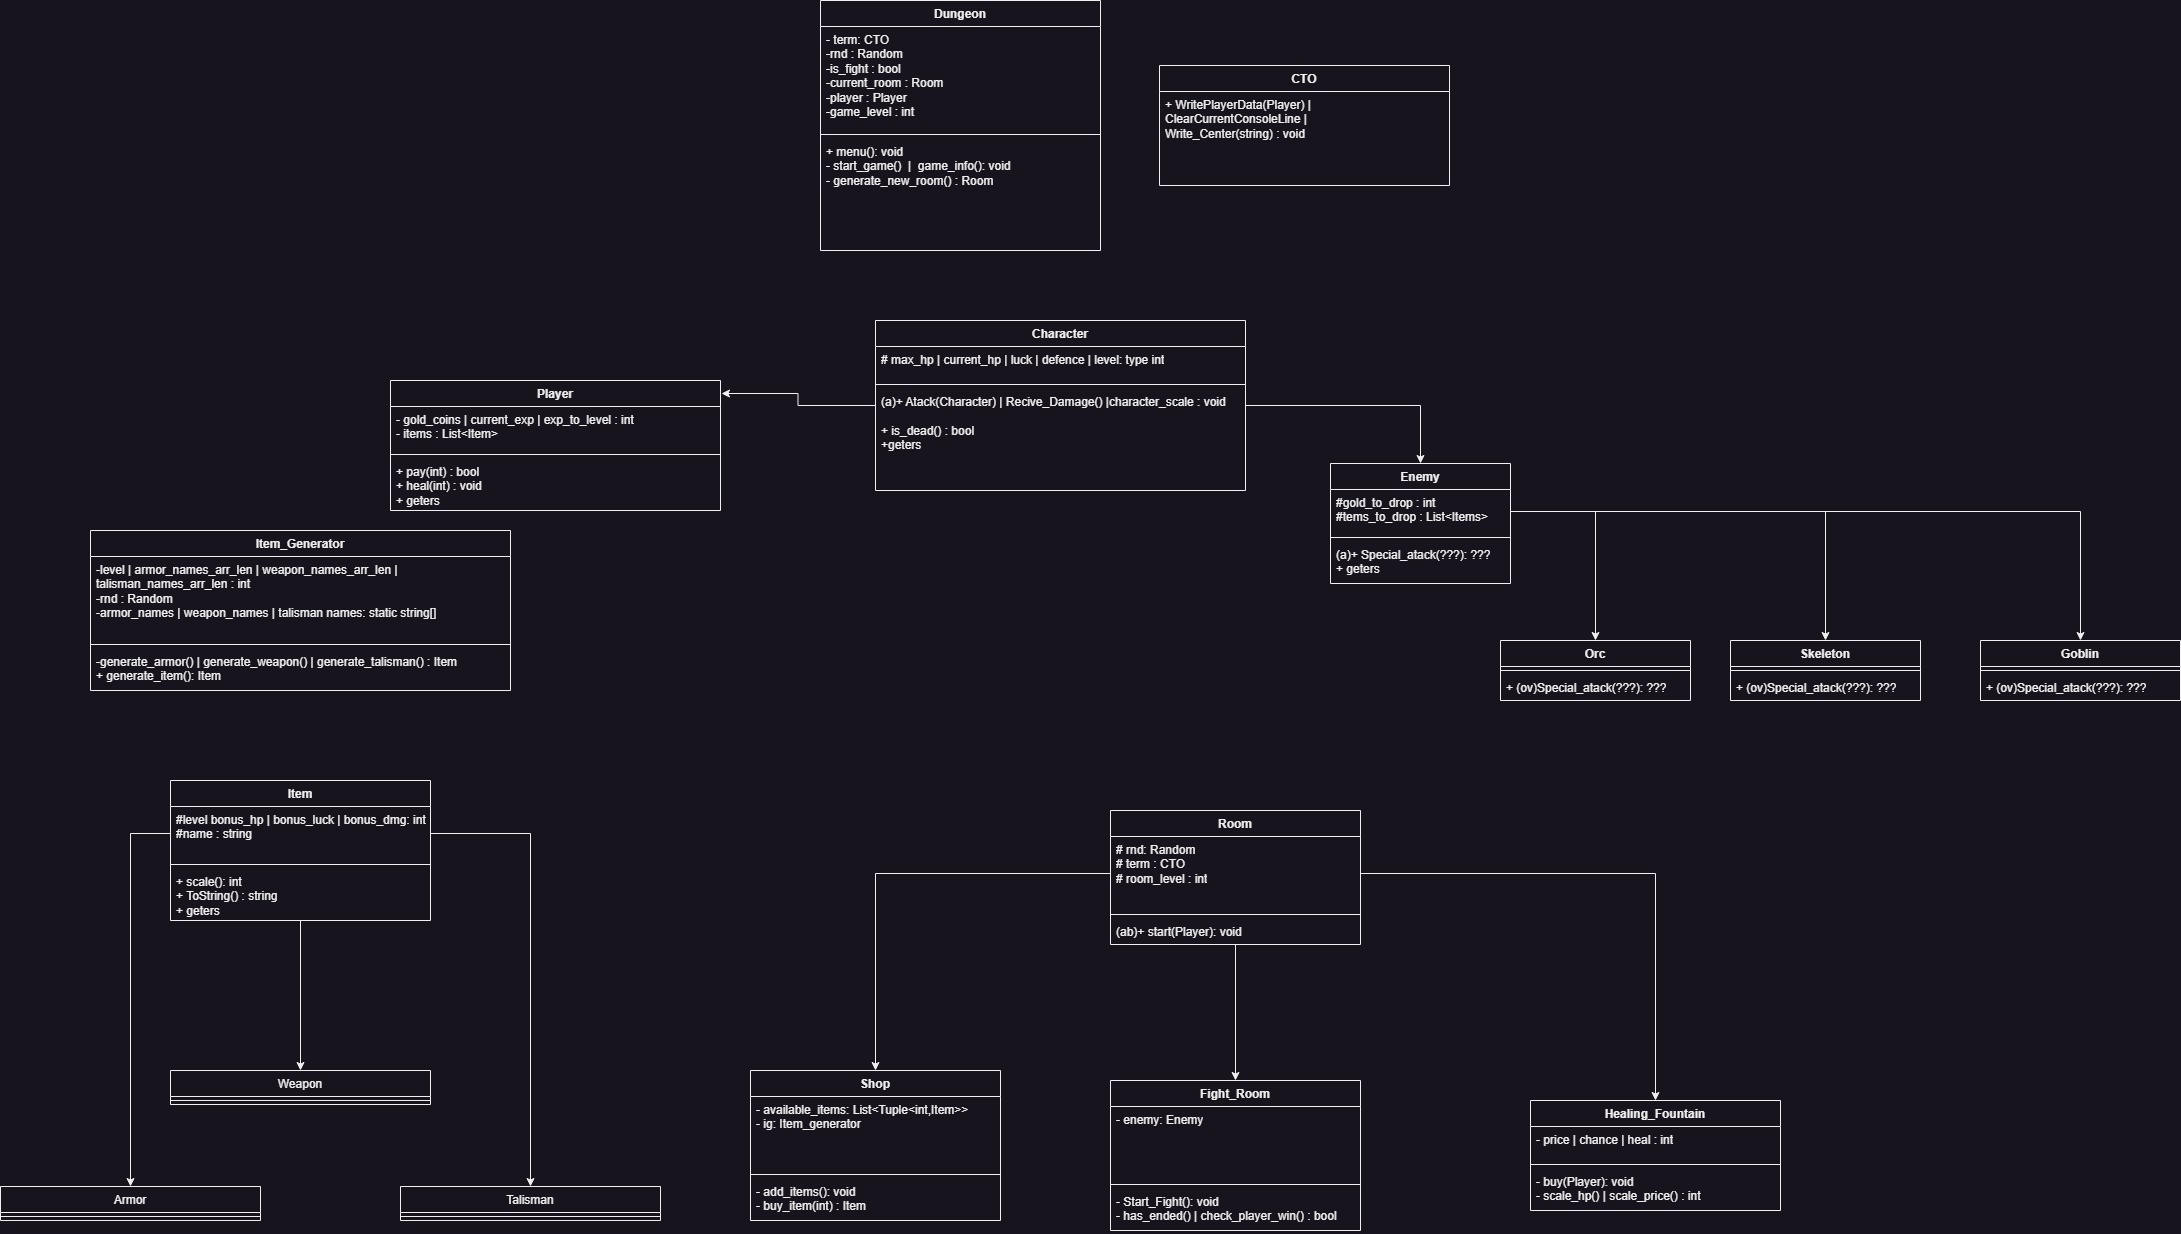 Dungeon
- term: CTO
-rnd : Random
-is_fight : bool
-current_room : Room
-player : Player
-game_level : int
+ menu(): void
- start_game()  |  game_info(): void
- generate_new_room() : Room
CTO
+ WritePlayerData(Player) |
ClearCurrentConsoleLine |
Write_Center(string) : void
Character
# max_hp | current_hp | luck | defence | level: type int
(a)+ Atack(Character) | Recive_Damage() |character_scale : void
+ is_dead() : bool
+geters
Player
- gold_coins | current_exp | exp_to_level : int
- items : List<Item>
+ pay(int) : bool
+ heal(int) : void
+ geters
Enemy
#gold_to_drop : int
#tems_to_drop : List<Items>
(a)+ Special_atack(???): ???
+ geters
Item_Generator
-level | armor_names_arr_len | weapon_names_arr_len |
talisman_names_arr_len : int
-rnd : Random
-armor_names | weapon_names | talisman names: static string[]
-generate_armor() | generate_weapon() | generate_talisman() : Item
+ generate_item(): Item
Orc
+ (ov)Special_atack(???): ???
Skeleton
+ (ov)Special_atack(???): ???
Goblin
+ (ov)Special_atack(???): ???
Item
#level bonus_hp | bonus_luck | bonus_dmg: int
#name : string
+ scale(): int
+ ToString() : string
+ geters
Room
# rnd: Random
# term : CTO
# room_level : int
(ab)+ start(Player): void
Weapon
Armor
Talisman
Shop
- available_items: List<Tuple<int,Item>>
- ig: Item_generator
- add_items(): void
- buy_item(int) : Item
Fight_Room
- enemy: Enemy
- Start_Fight(): void
- has_ended() | check_player_win() : bool
Healing_Fountain
- price | chance | heal : int
- buy(Player): void
- scale_hp() | scale_price() : int